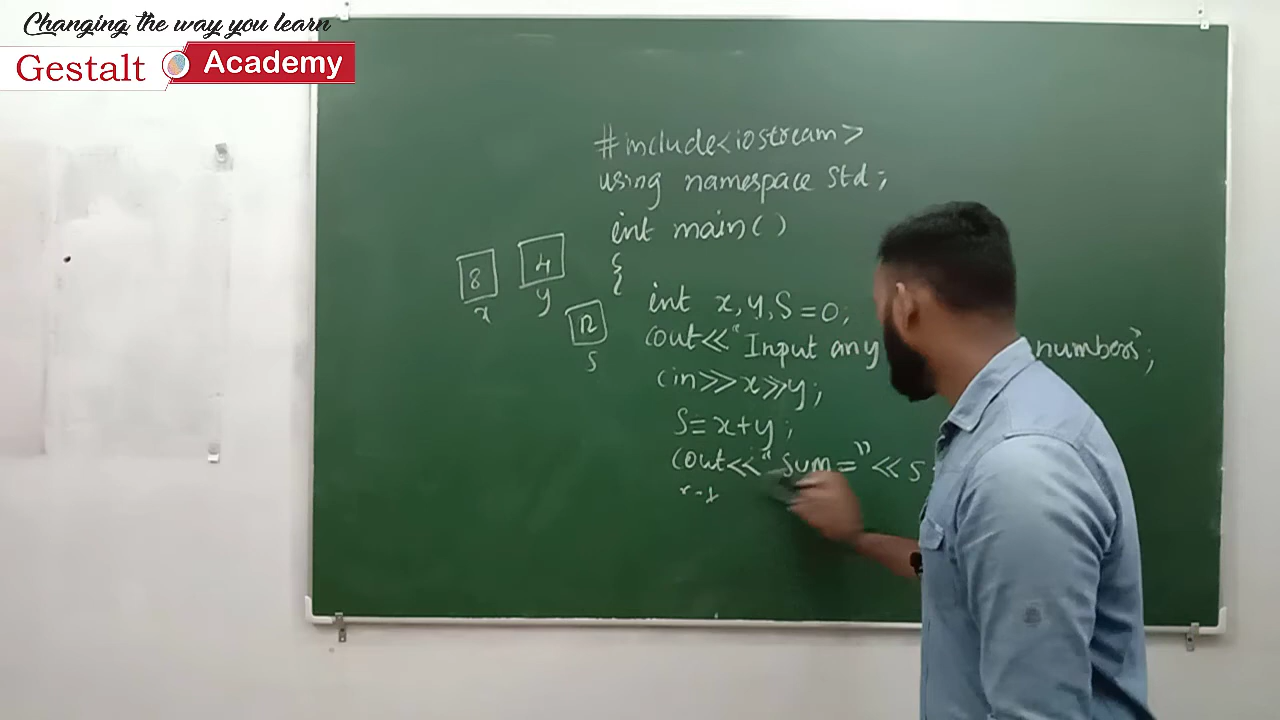 Changing the way you learn
Gestalt Academy
#include<iostream>
using namespace std;
int main()
{
8
x
4
y
12
s
int x,y,S=0;
cout<<"Input any numbers";
cin>>x>>y;
S=x+y;
cout<<"Sum="<<s